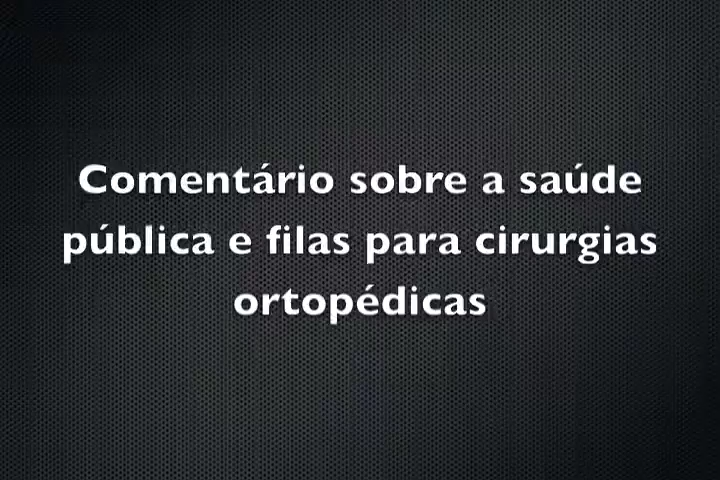 Comentário sobre a saúde
pública e filas para cirurgias
ortopédicas